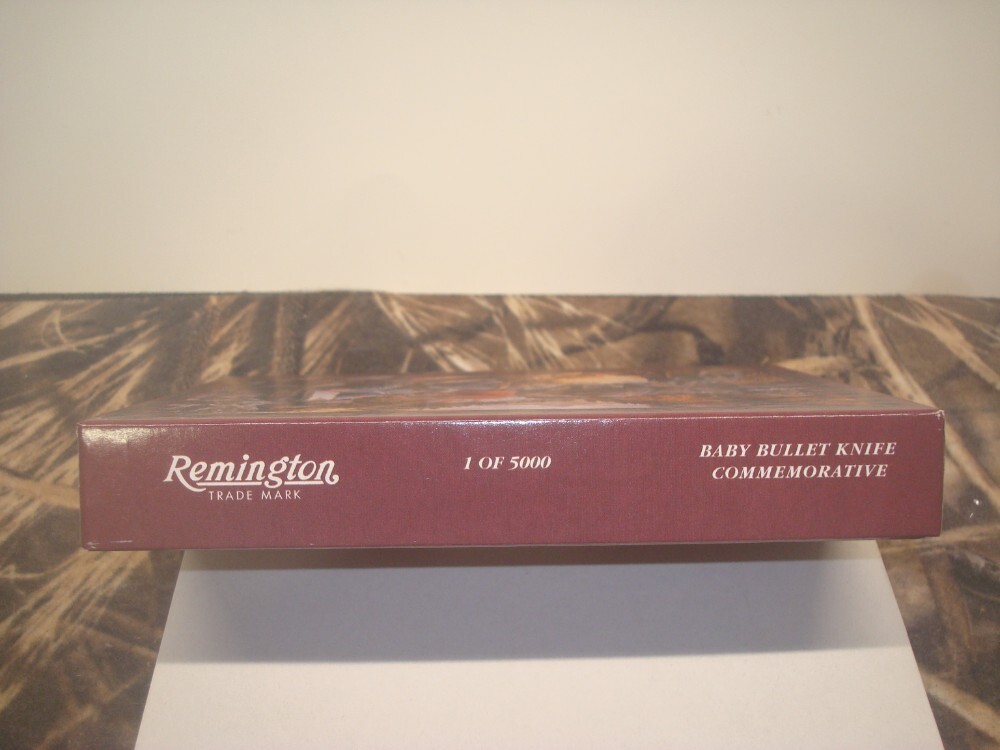 Remington
TRADE MARK
1 OF 5000
BABY BULLET KNIFE
COMMEMORATIVE